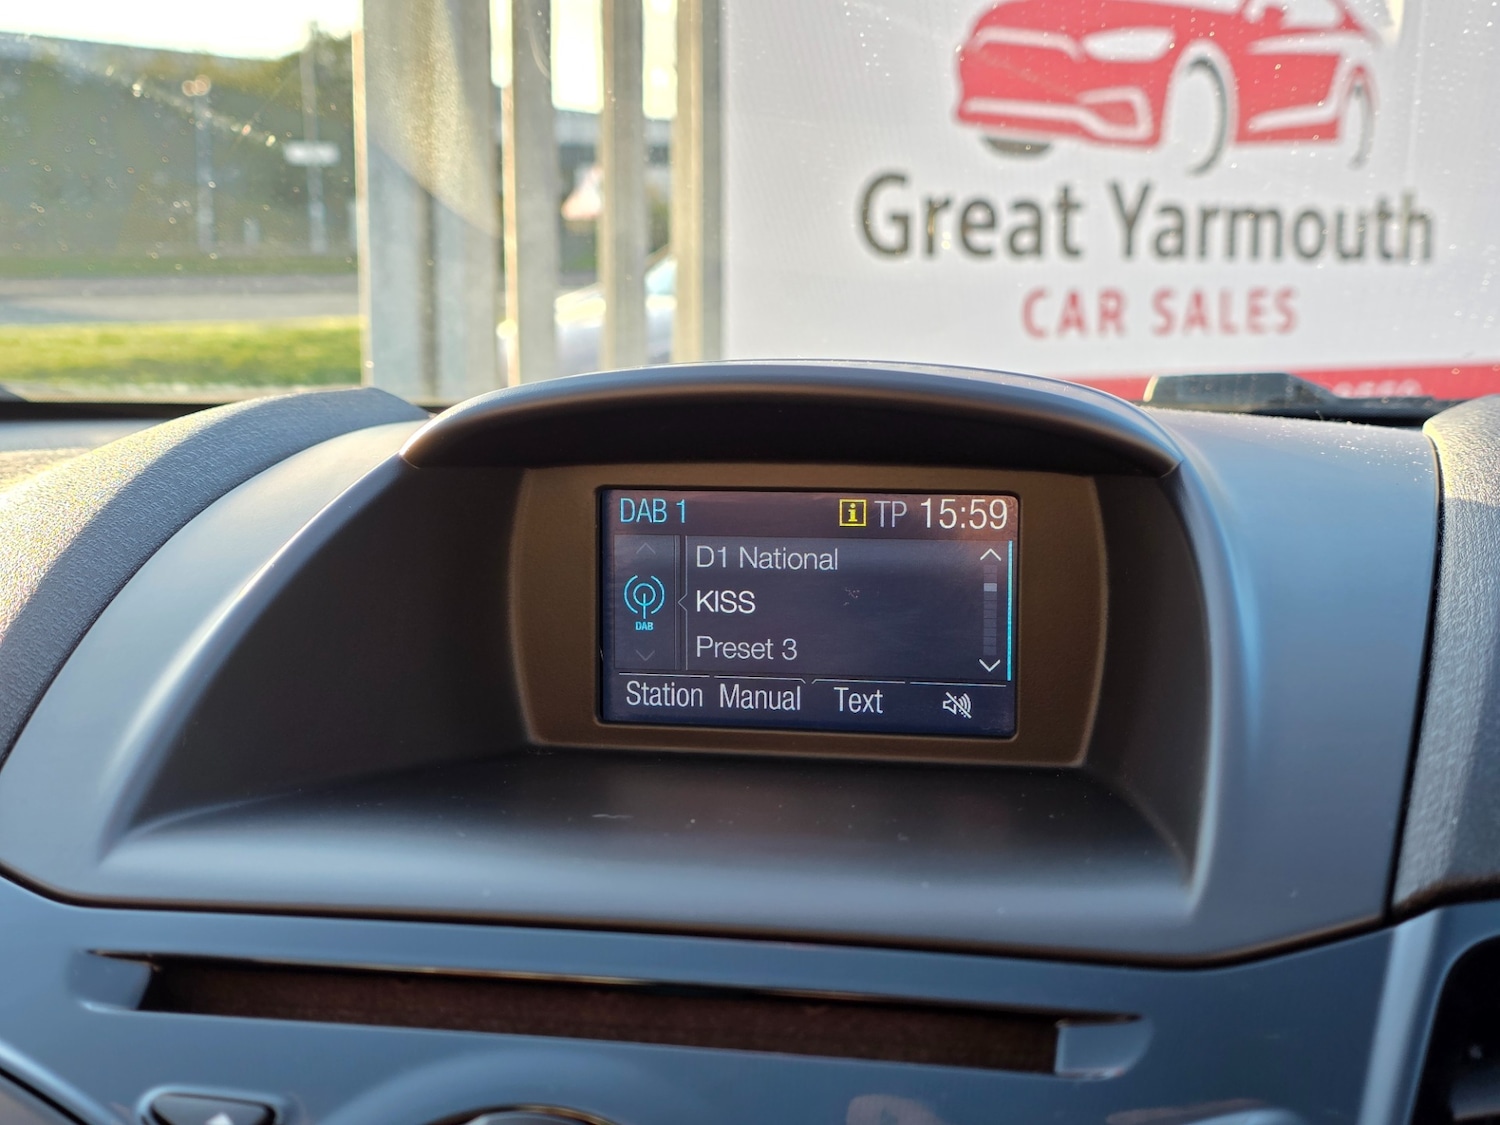 Great Yarmouth
CAR SALES
DAB 1 i TP 15:59
D1 National
KISS
DAB
Preset 3
Station Manual Text